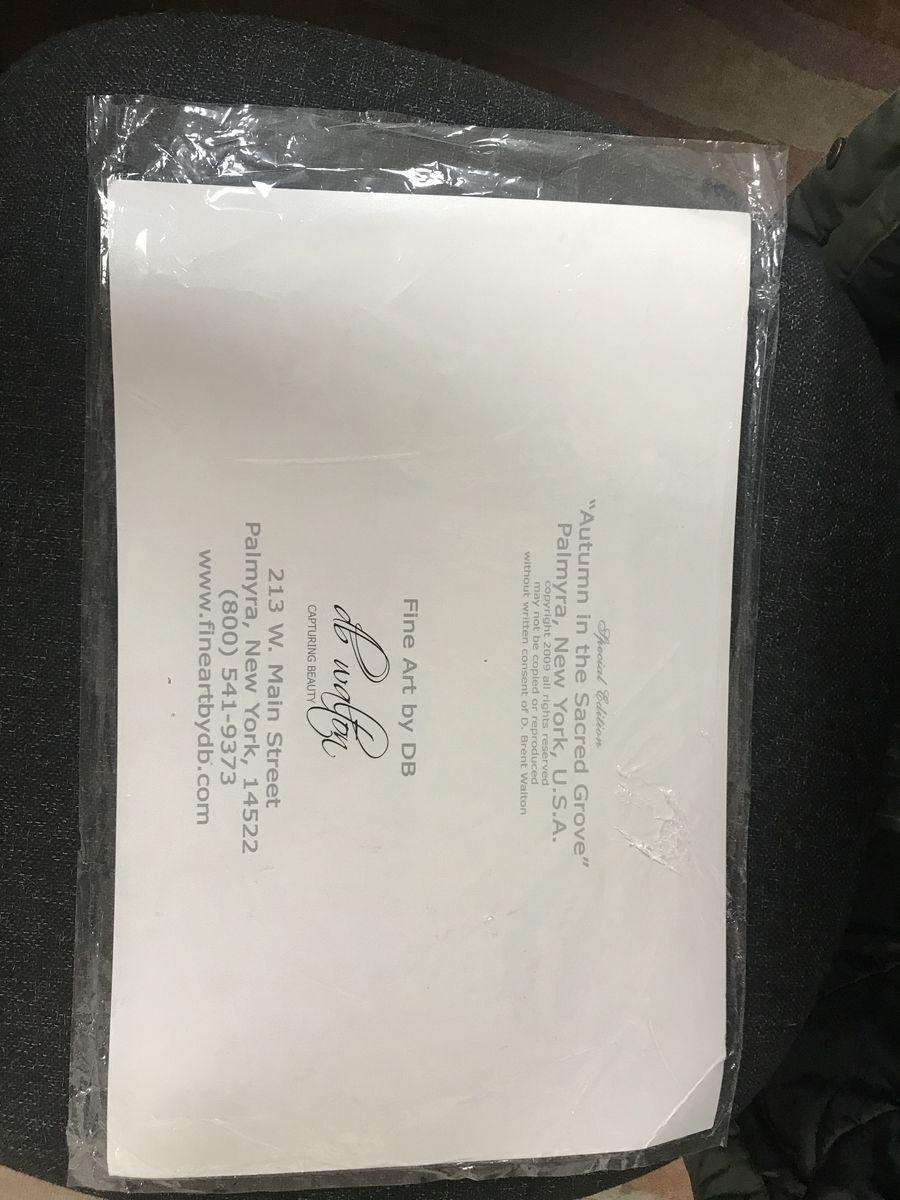 Special Edition
"Autumn in the Sacred Grove"
Palmyra, New York, U.S.A.
copyright 2009 all rights reserved
may not be copied or reproduced
without written consent of D. Brent Walton
Fine Art by DB
db walton
CAPTURING BEAUTY
213 W. Main Street
Palmyra, New York, 14522
(800) 541-9373
www.fineartbydb.com